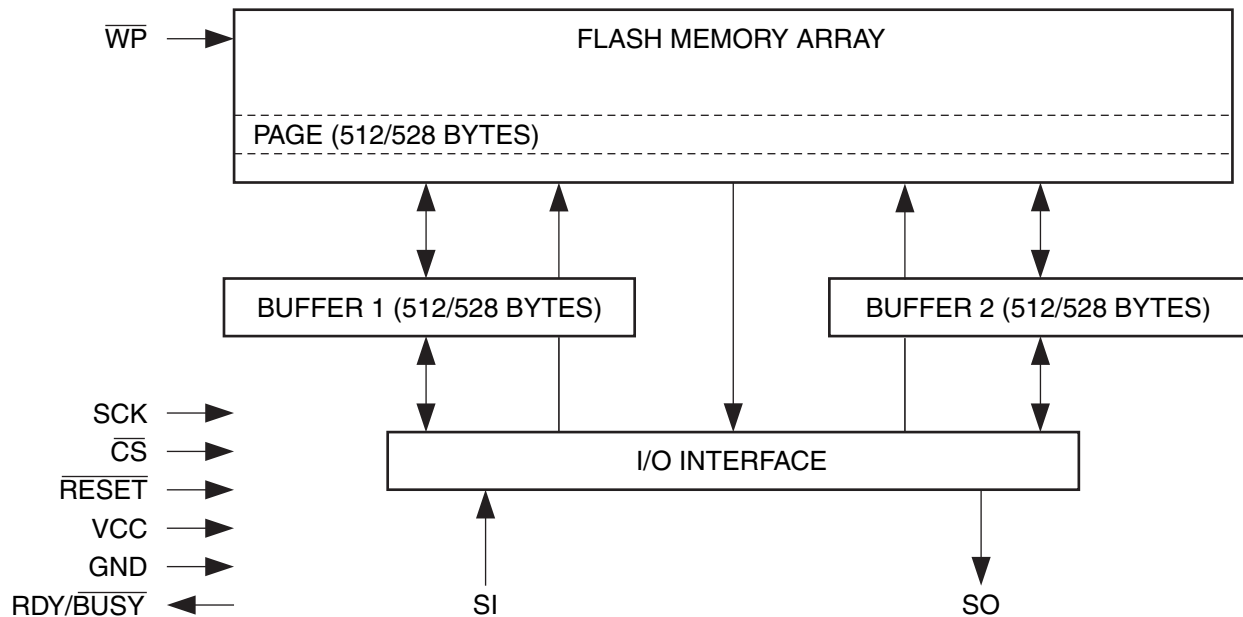 WP
FLASH MEMORY ARRAY
PAGE (512/528 BYTES)
BUFFER 1 (512/528 BYTES)
BUFFER 2 (512/528 BYTES)
SCK
CS
RESET
VCC
GND
RDY/BUSY
I/O INTERFACE
SI
SO